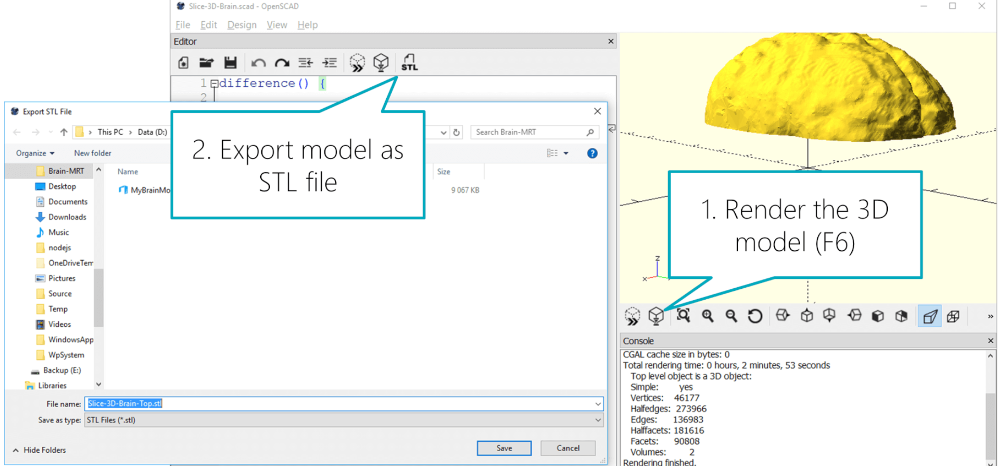 Slice-3D-Brain.scad - OpenSCAD
File Edit Design View Help
Editor
STL
1 difference() {
2
Export STL File
This PC › Data (D:)
Search Brain-MRT
Organize
New folder
Brain-MRT
Desktop
Documents
Downloads
Music
nodejs
OneDriveTem
Pictures
Source
Temp
Videos
WindowsApp
WpSystem
Backup (E:)
Libraries
Name
Size
MyBrainMo
9 067 KB
2. Export model as
STL file
File name: Slice-3D-Brain-Top.stl
Save as type: STL Files (*.stl)
Hide Folders
Save
Cancel
1. Render the 3D
model (F6)
z
x
Console
CGAL cache size in bytes: 0
Total rendering time: 0 hours, 2 minutes, 53 seconds
Top level object is a 3D object:
Simple: yes
Vertices: 46177
Halfedges: 273966
Edges: 136983
Halffacets: 181616
Facets: 90808
Volumes: 2
Rendering finished.